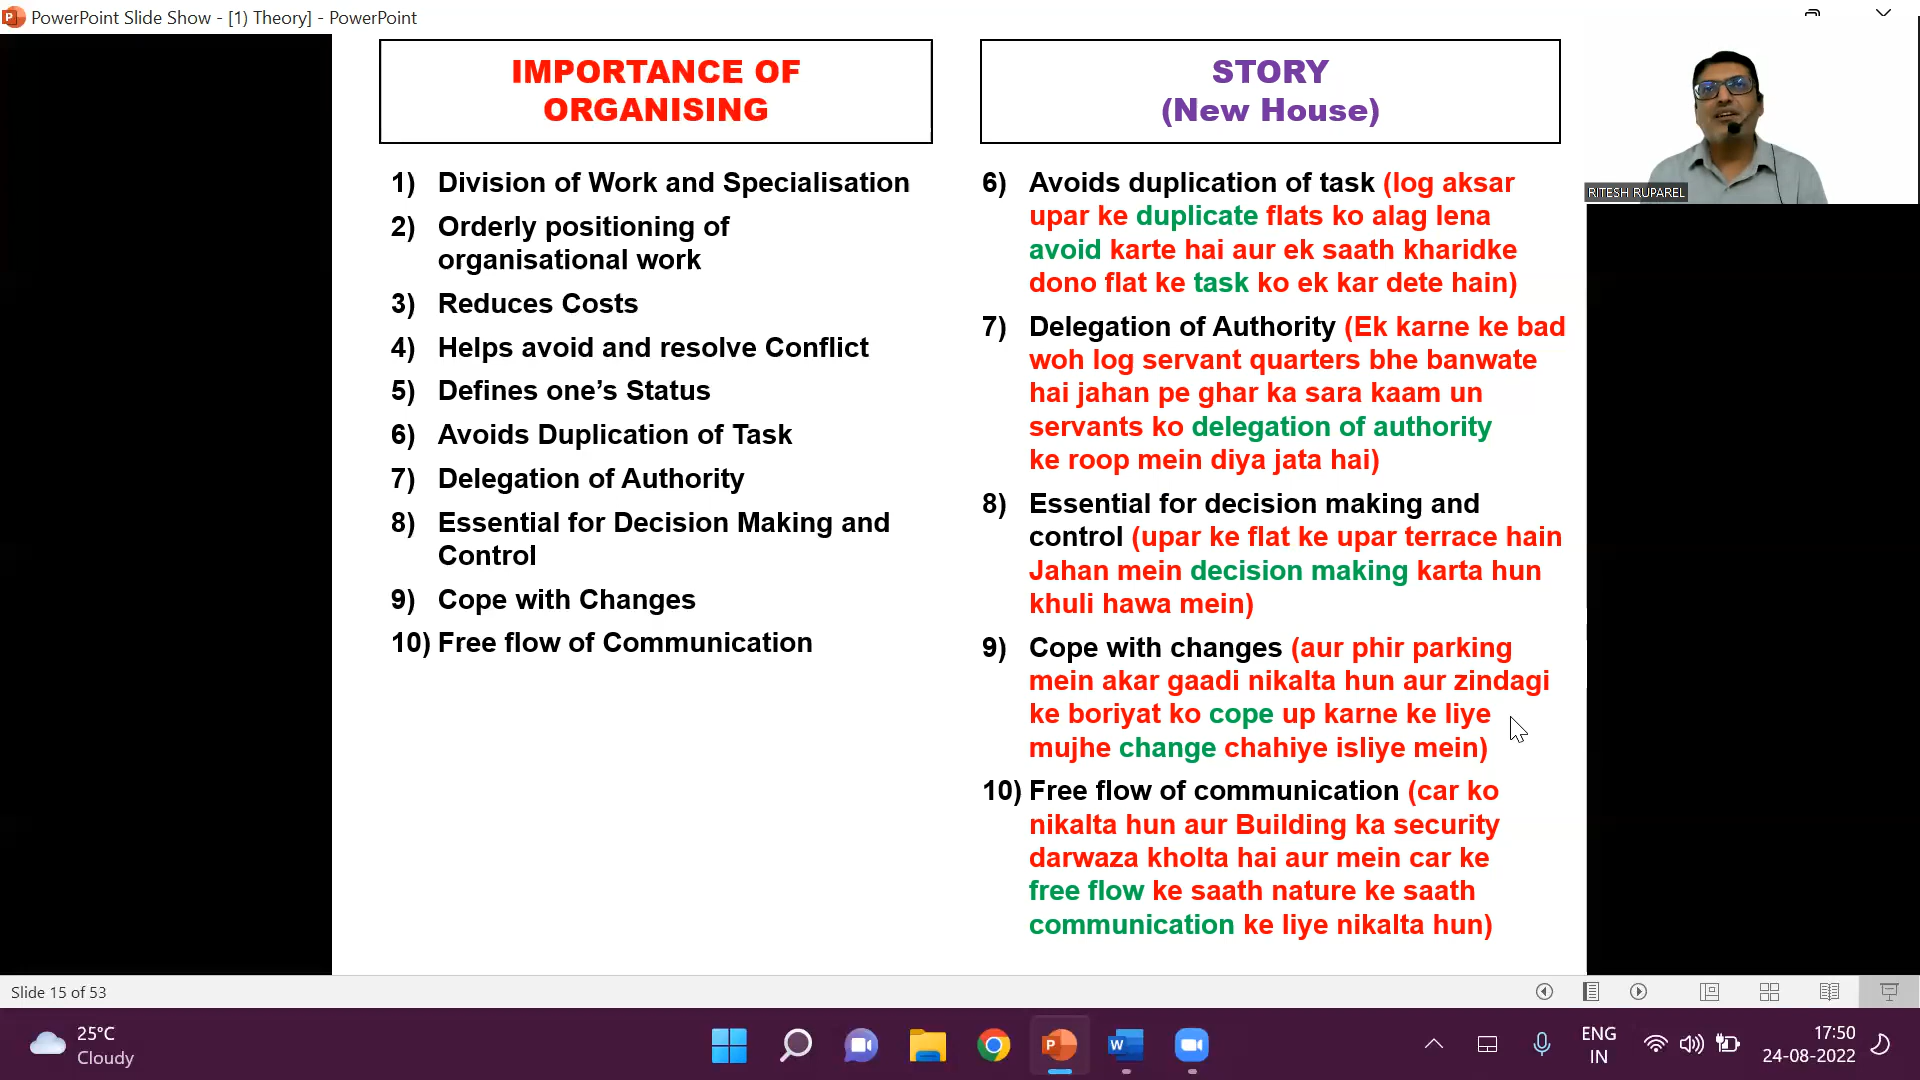 PowerPoint Slide Show - [1) Theory] - PowerPoint
IMPORTANCE OF
ORGANISING
1) Division of Work and Specialisation
2) Orderly positioning of
organisational work
3) Reduces Costs
4) Helps avoid and resolve Conflict
5) Defines one’s Status
6) Avoids Duplication of Task
7) Delegation of Authority
8) Essential for Decision Making and
Control
9) Cope with Changes
10) Free flow of Communication
STORY
(New House)
6) Avoids duplication of task (log aksar
upar ke duplicate flats ko alag lena
avoid karte hai aur ek saath kharidke
dono flat ke task ko ek kar dete hain)
7) Delegation of Authority (Ek karne ke bad
woh log servant quarters bhe banwate
hai jahan pe ghar ka sara kaam un
servants ko delegation of authority
ke roop mein diya jata hai)
8) Essential for decision making and
control (upar ke flat ke upar terrace hain
Jahan mein decision making karta hun
khuli hawa mein)
9) Cope with changes (aur phir parking
mein akar gaadi nikalta hun aur zindagi
ke boriyat ko cope up karne ke liye
mujhe change chahiye isliye mein)
10) Free flow of communication (car ko
nikalta hun aur Building ka security
darwaza kholta hai aur mein car ke
free flow ke saath nature ke saath
communication ke liye nikalta hun)
RITESH RUPAREL
Slide 15 of 53
25°C
Cloudy
ENG
IN
17:50
24-08-2022